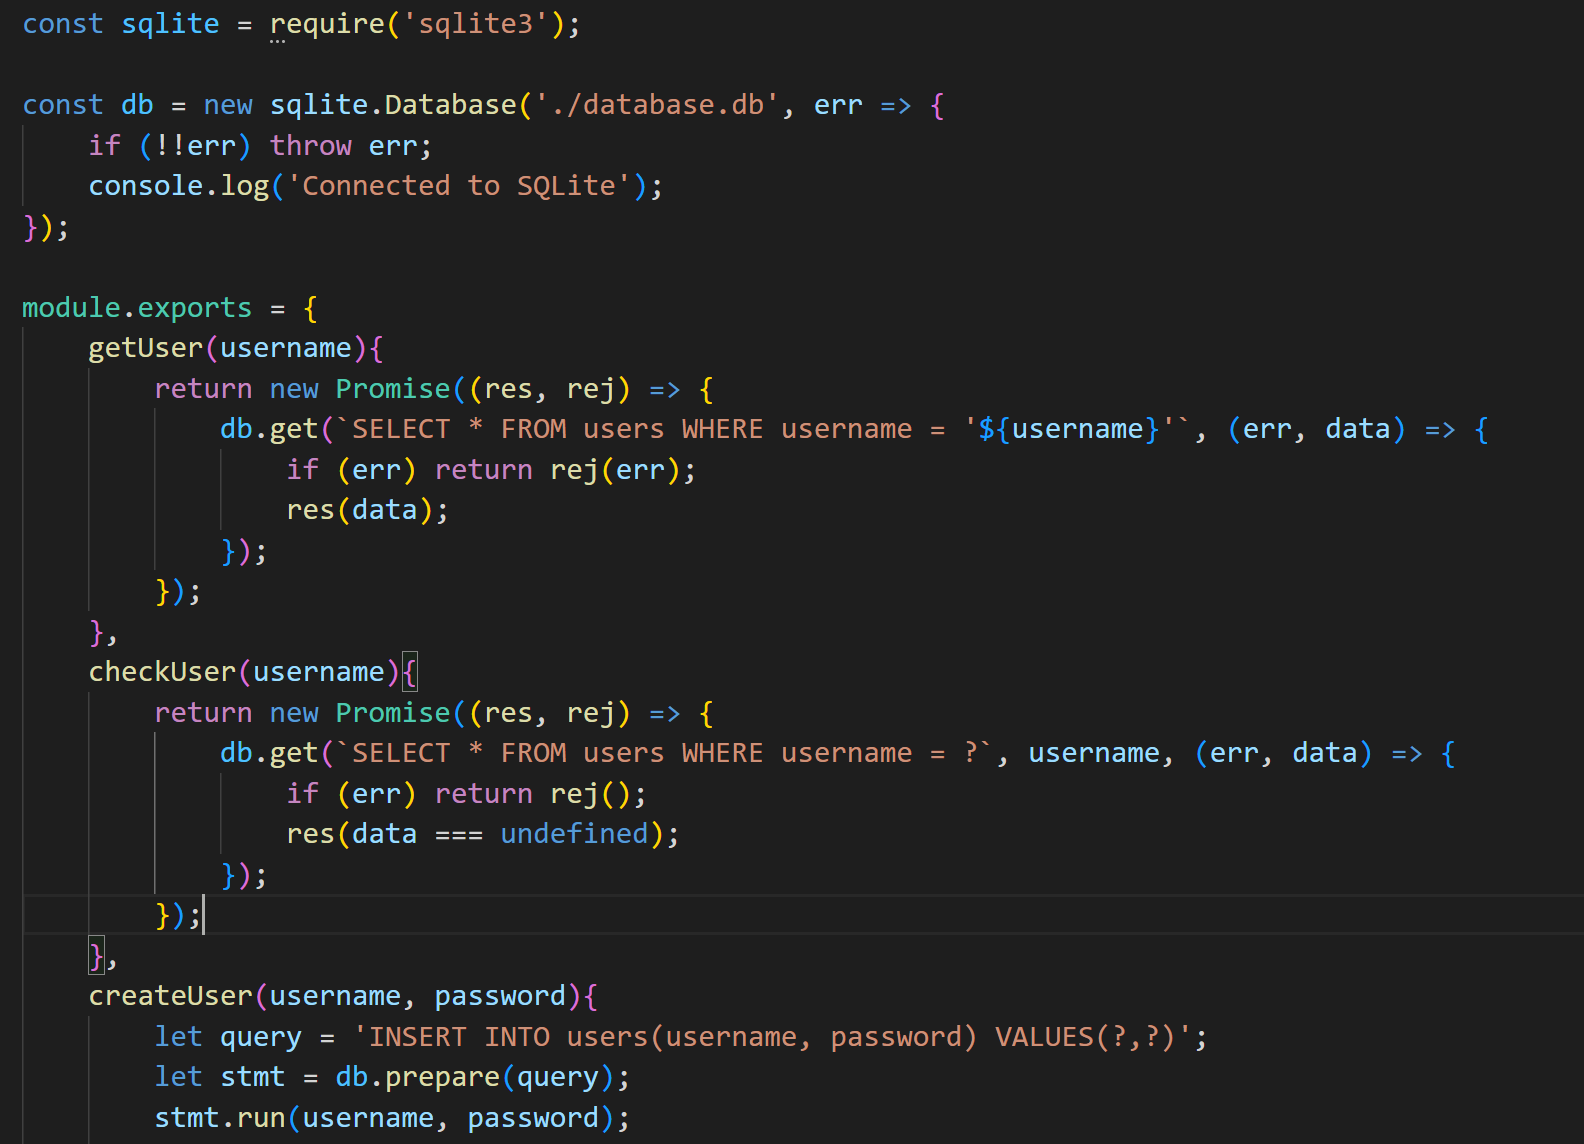 const sqlite = require('sqlite3');

const db = new sqlite.Database('./database.db', err => {
    if (!!err) throw err;
    console.log('Connected to SQLite');
});

module.exports = {
    getUser(username){
        return new Promise((res, rej) => {
            db.get(`SELECT * FROM users WHERE username = '${username}'`, (err, data) => {
                if (err) return rej(err);
                res(data);
            });
        });
    },
    checkUser(username){
        return new Promise((res, rej) => {
            db.get(`SELECT * FROM users WHERE username = ?`, username, (err, data) => {
                if (err) return rej();
                res(data === undefined);
            });
        });
    },
    createUser(username, password){
        let query = 'INSERT INTO users(username, password) VALUES(?,?)';
        let stmt = db.prepare(query);
        stmt.run(username, password);